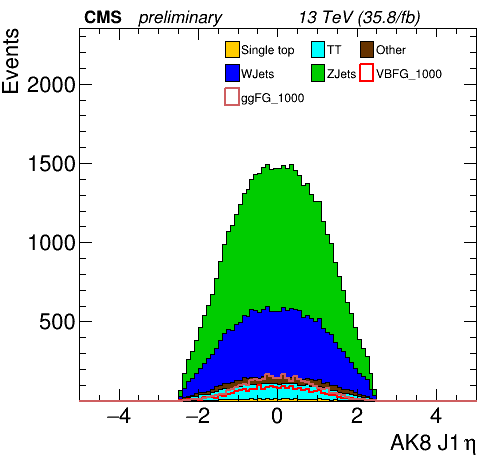 CMS preliminary 13 TeV (35.8/fb)
Events
Single top TT Other
WJets ZJets VBFG_1000
ggFG_1000
2000
1500
1000
500
−4 −2 0 2 4
AK8 J1 η